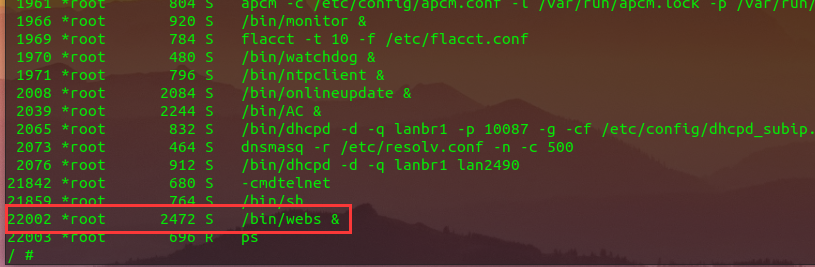 1961 *root 804 S apcm -c /etc/config/apcm.conf -l /var/run/apcm.lock -p /var/run/
1966 *root 920 S /bin/monitor &
1969 *root 784 S flacct -t 10 -f /etc/flacct.conf
1970 *root 480 S /bin/watchdog &
1971 *root 796 S /bin/ntpclient &
2008 *root 2084 S /bin/onlineupdate &
2039 *root 2244 S /bin/AC &
2065 *root 832 S /bin/dhcpd -d -q lanbr1 -p 10087 -g -cf /etc/config/dhcpd_subip.
2073 *root 464 S dnsmasq -r /etc/resolv.conf -n -c 500
2076 *root 912 S /bin/dhcpd -d -q lanbr1 lan2490
21842 *root 680 S -cmdtelnet
21859 *root 764 S /bin/sh
22002 *root 2472 S /bin/webs &
22003 *root 696 R ps
/ #